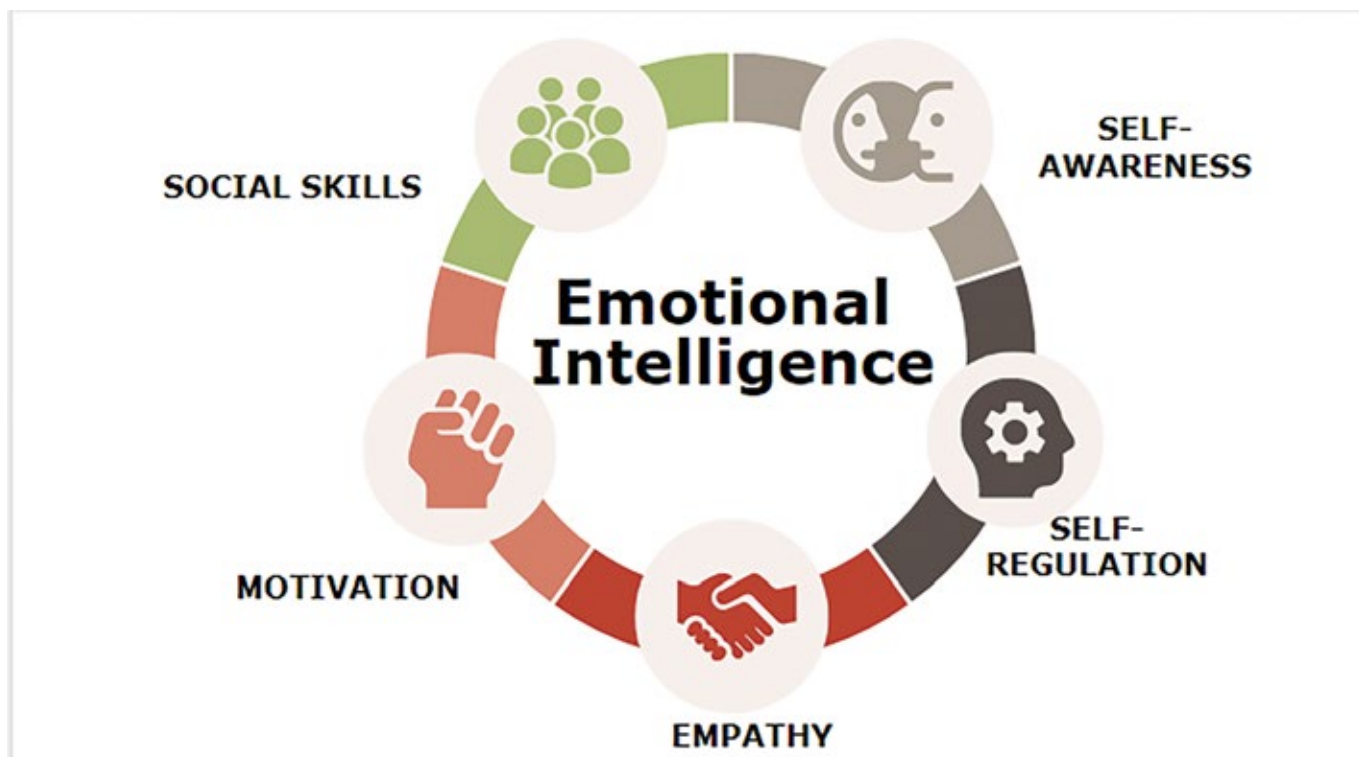 SELF-
AWARENESS
SOCIAL SKILLS
Emotional
Intelligence
SELF-
REGULATION
MOTIVATION
EMPATHY